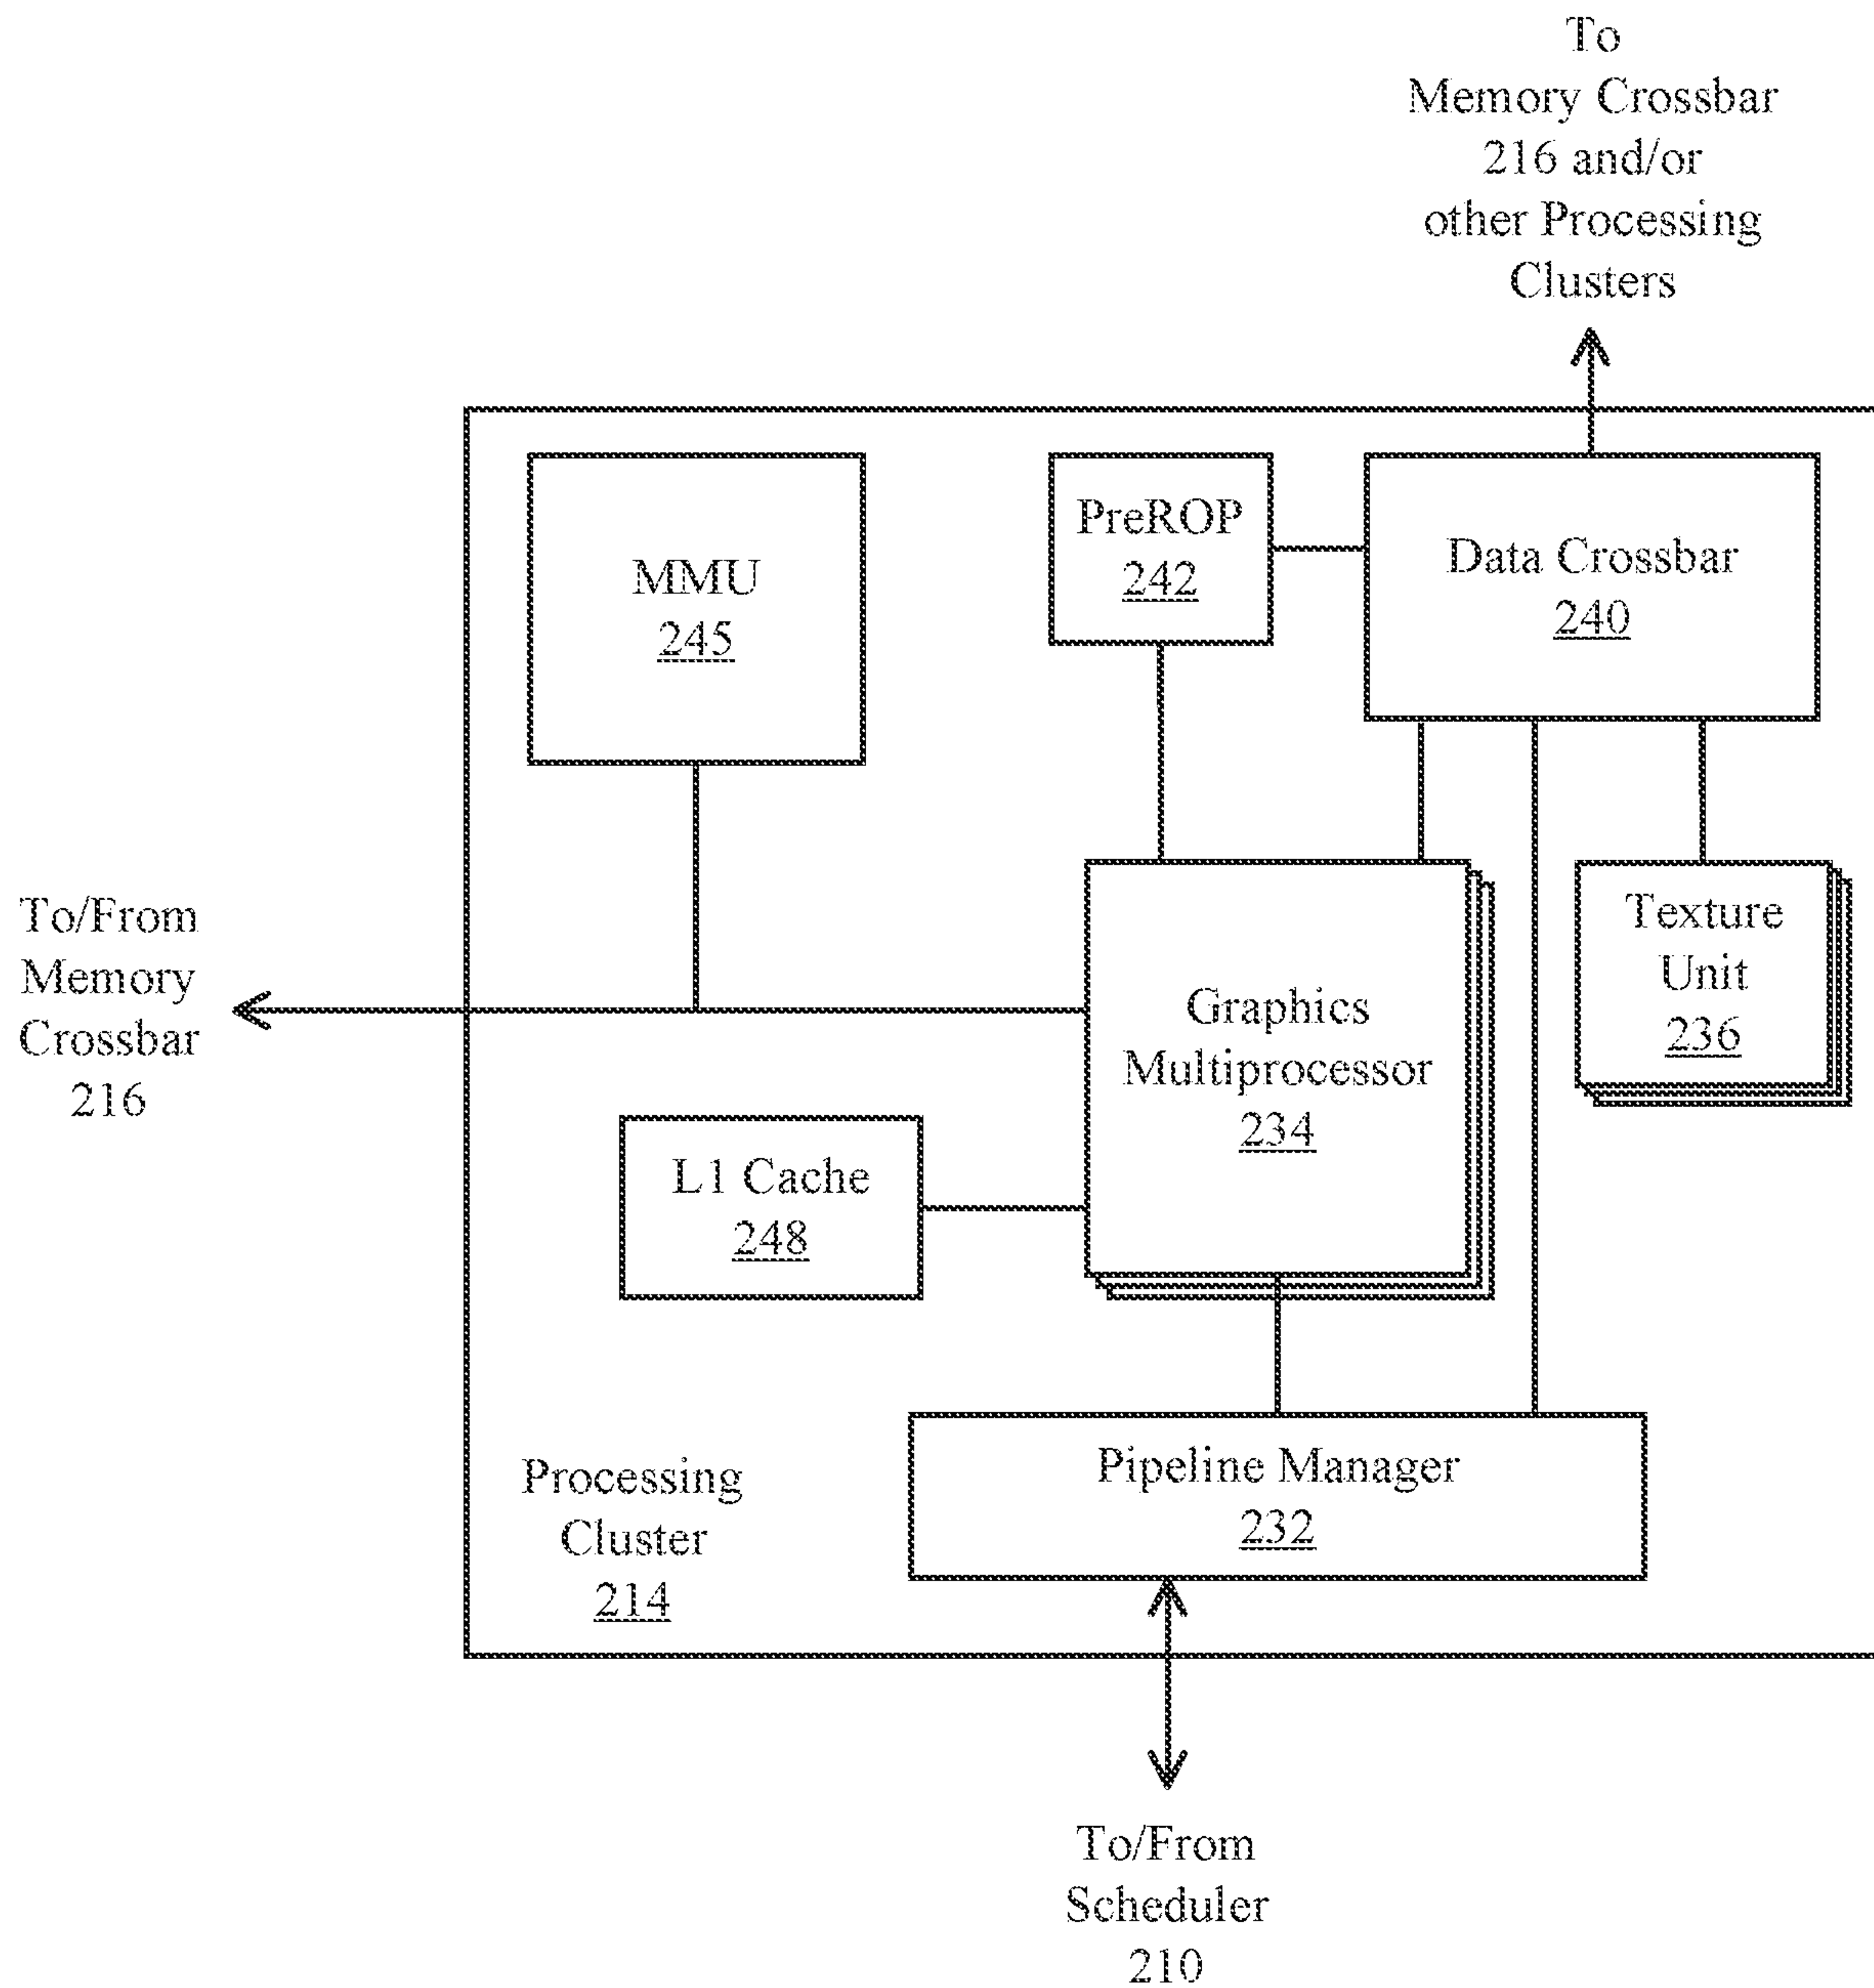 To
Memory Crossbar
216 and/or
other Processing
Clusters
MMU
245
PreROP
242
Data Crossbar
240
To/From
Memory
Crossbar
216
Graphics
Multiprocessor
234
Texture
Unit
236
L1 Cache
248
Pipeline Manager
232
Processing
Cluster
214
To/From
Scheduler
210